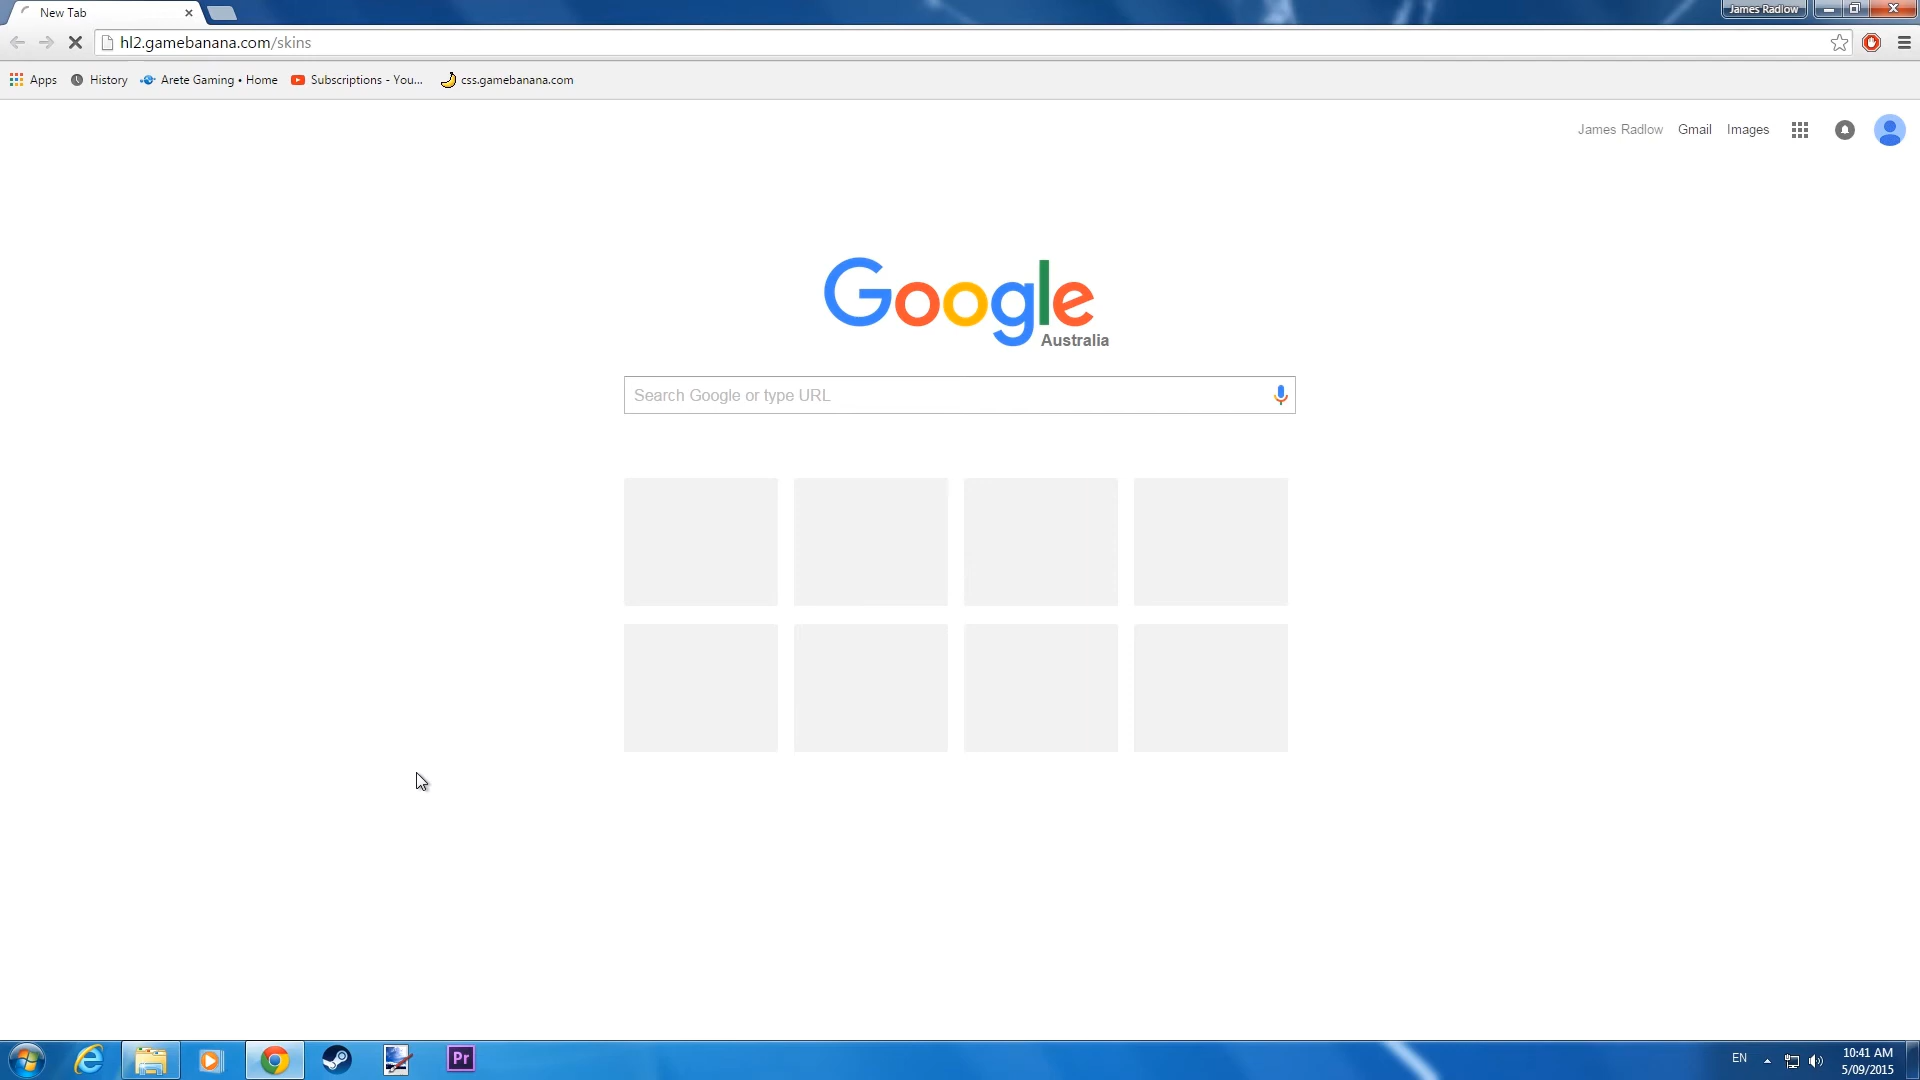 New Tab
James Radlow
hl2.gamebanana.com/skins
Apps
History
Arete Gaming • Home
Subscriptions - You...
css.gamebanana.com
James Radlow
Gmail
Images
Google
Australia
Search Google or type URL
Pr
EN
10:41 AM
5/09/2015